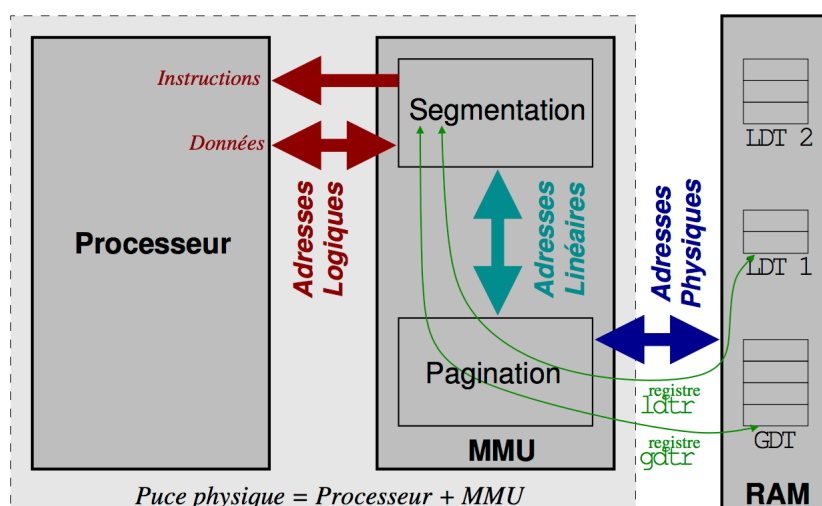 Instructions
Données
Processeur
Adresses
Logiques
Segmentation
Adresses
Linéaires
Pagination
MMU
Adresses
Physiques
registre
ldtr
registre
gdtr
LDT 2
LDT 1
GDT
RAM
Puce physique = Processeur + MMU